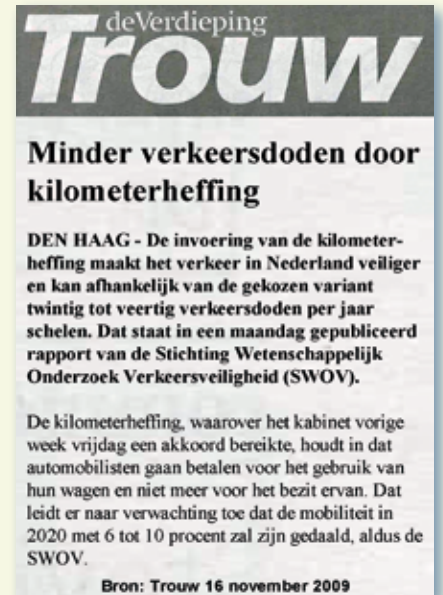 deVerdieping
Trouw
Minder verkeersdoden door
kilometerheffing
DEN HAAG - De invoering van de kilometer-
heffing maakt het verkeer in Nederland veiliger
en kan afhankelijk van de gekozen variant
twintig tot veertig verkeersdoden per jaar
schelen. Dat staat in een maandag gepubliceerd
rapport van de Stichting Wetenschappelijk
Onderzoek Verkeersveiligheid (SWOV).
De kilometerheffing, waarover het kabinet vorige
week vrijdag een akkoord bereikte, houdt in dat
automobilisten gaan betalen voor het gebruik van
hun wagen en niet meer voor het bezit ervan. Dat
leidt er naar verwachting toe dat de mobiliteit in
2020 met 6 tot 10 procent zal zijn gedaald, aldus de
SWOV.
Bron: Trouw 16 november 2009